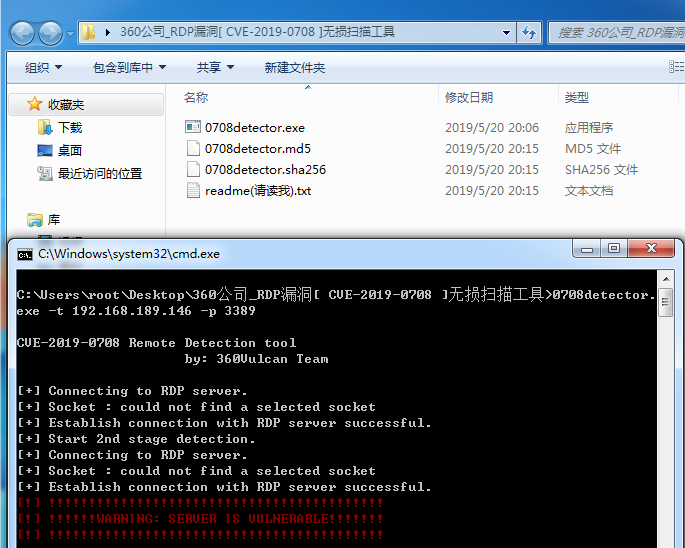 360公司_RDP漏洞[ CVE-2019-0708 ]无损扫描工具
搜索 360公司_RDP漏洞
组织 包含到库中 共享 新建文件夹
名称 修改日期 类型
收藏夹
下载
桌面
最近访问的位置
库
0708detector.exe 2019/5/20 20:06 应用程序
0708detector.md5 2019/5/20 20:15 MD5 文件
0708detector.sha256 2019/5/20 20:15 SHA256 文件
readme(请读我).txt 2019/5/20 20:15 文本文档
C:\Windows\system32\cmd.exe
C:\Users\root\Desktop\360公司_RDP漏洞[ CVE-2019-0708 ]无损扫描工具>0708detector.
exe -t 192.168.189.146 -p 3389
CVE-2019-0708 Remote Detection tool
by: 360Vulcan Team
[+] Connecting to RDP server.
[+] Socket : could not find a selected socket
[+] Establish connection with RDP server successful.
[+] Start 2nd stage detection.
[+] Connecting to RDP server.
[+] Socket : could not find a selected socket
[+] Establish connection with RDP server successful.
[!] !!!!!!!!!!!!!!!!!!!!!!!!!!!!!!!!!!!!!!!!!!
[!] !!!!!!WARNING: SERVER IS VULNERABLE!!!!!!!
[!] !!!!!!!!!!!!!!!!!!!!!!!!!!!!!!!!!!!!!!!!!!